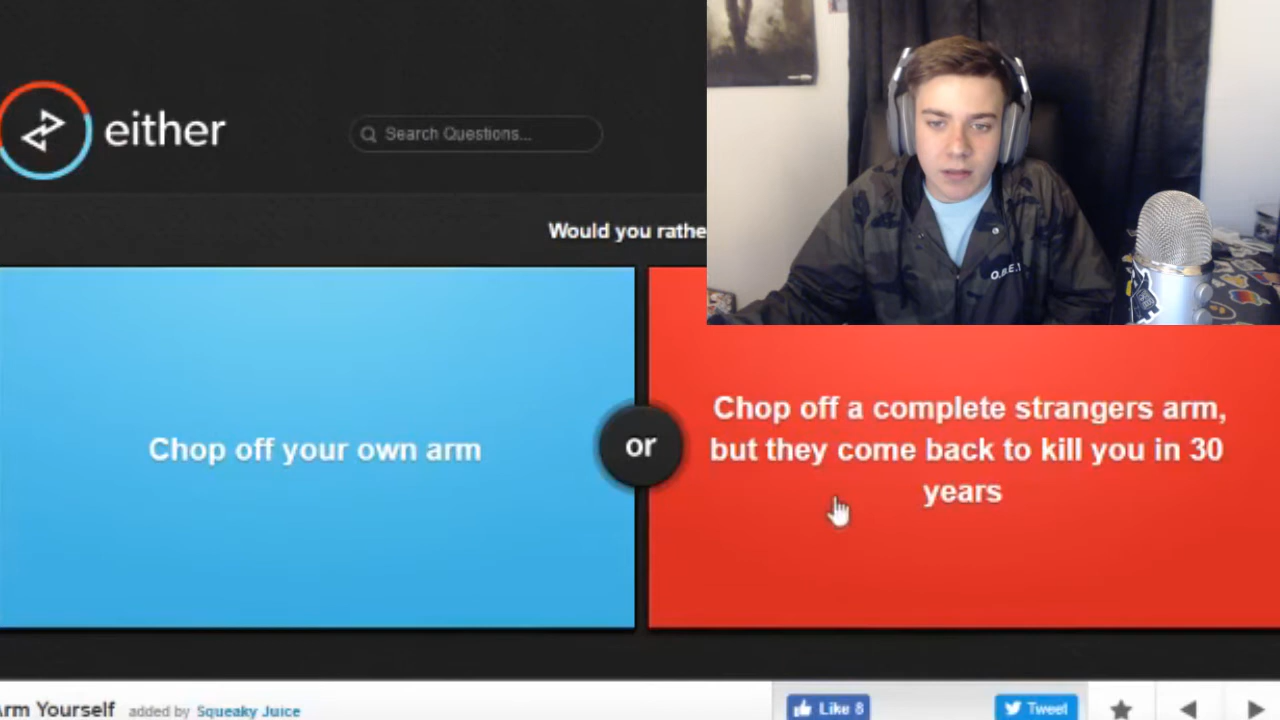 either
Search Questions...
Would you rathe
Chop off your own arm
or
Chop off a complete strangers arm,
but they come back to kill you in 30
years
Arm Yourself added by Squeaky Juice
Like 8
Tweet